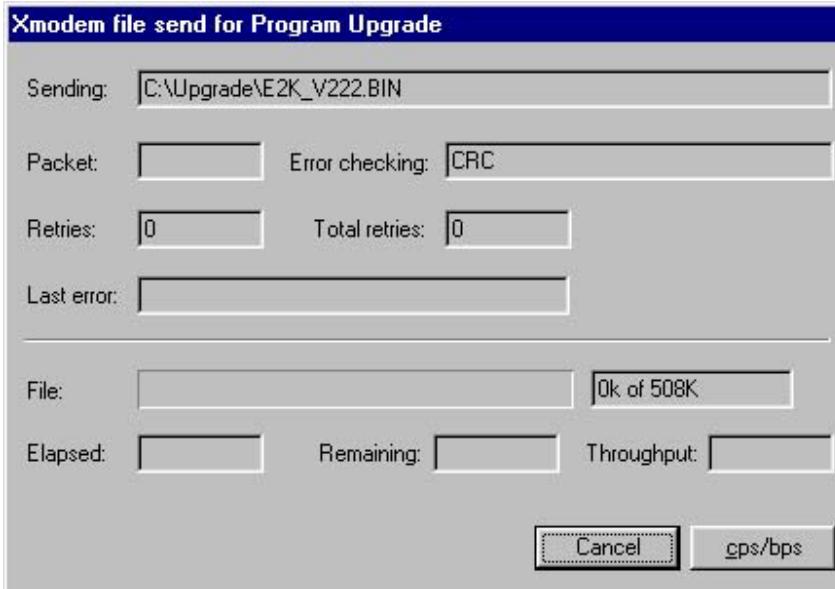 Xmodem file send for Program Upgrade
Sending: C:\Upgrade\E2K_V222.BIN
Packet: Error checking: CRC
Retries: 0 Total retries: 0
Last error:
File: 0k of 508K
Elapsed: Remaining: Throughput:
Cancel cps/bps